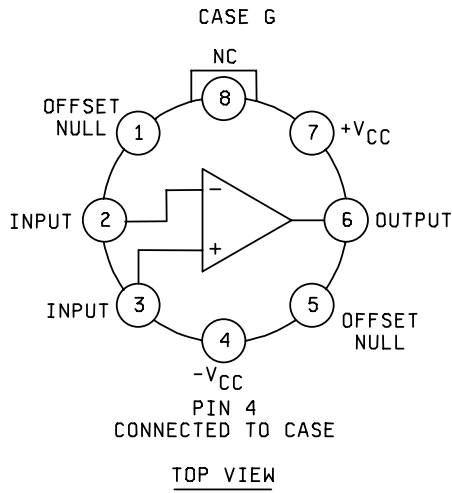 CASE G
NC
8
OFFSET
NULL
1
7
+VCC
INPUT
2
−
6
OUTPUT
+
INPUT
3
5
OFFSET
NULL
4
-VCC
PIN 4
CONNECTED TO CASE
TOP VIEW